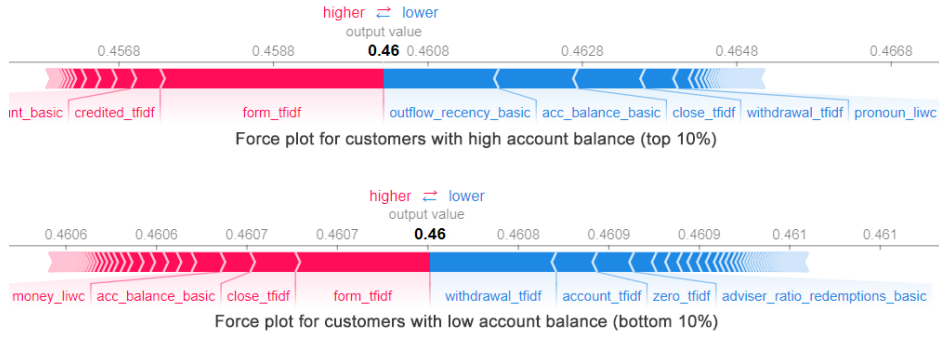 higher ⇄ lower
output value
0.4568 0.4588 0.46 0.4608 0.4628 0.4648 0.4668
nt_basic credited_tfidf form_tfidf outflow_recency_basic acc_balance_basic close_tfidf withdrawal_tfidf pronoun_liwc
Force plot for customers with high account balance (top 10%)
higher ⇄ lower
output value
0.4606 0.4606 0.4607 0.4607 0.46 0.4608 0.4609 0.4609 0.461 0.461
money_liwc acc_balance_basic close_tfidf form_tfidf withdrawal_tfidf account_tfidf zero_tfidf adviser_ratio_redemptions_basic
Force plot for customers with low account balance (bottom 10%)